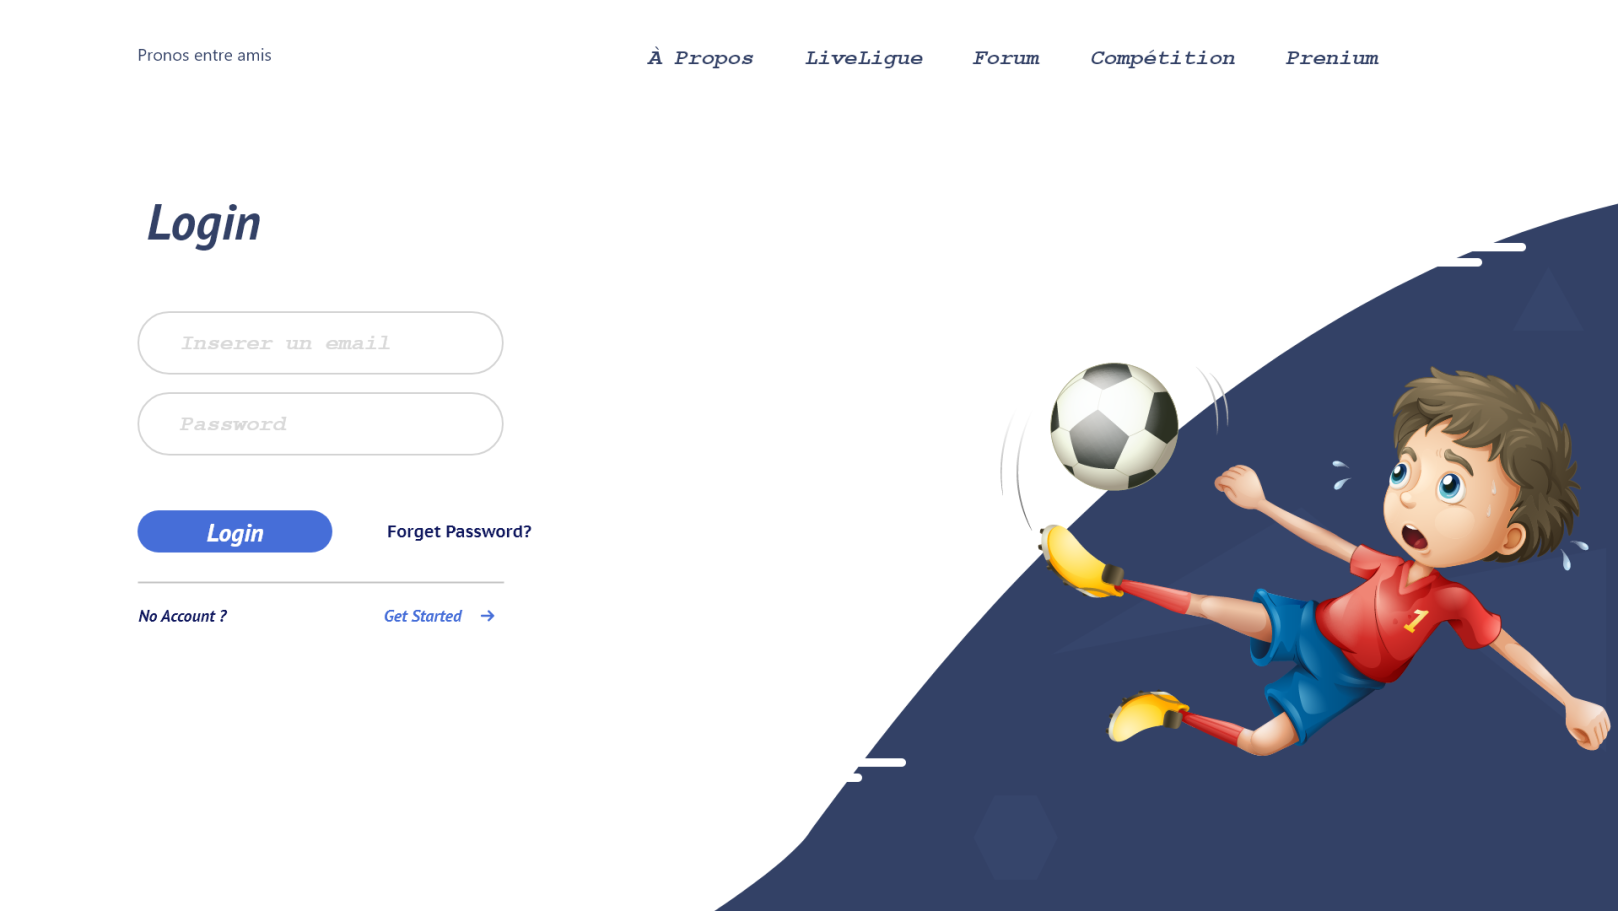 Pronos entre amis
À Propos LiveLigue Forum Compétition Prenium
Login
Inserer un email
Password
Login Forget Password?
No Account ? Get Started →
1